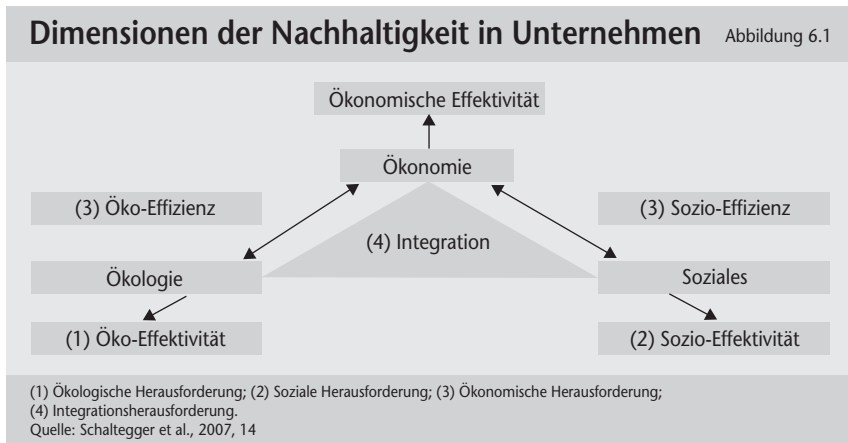 Dimensionen der Nachhaltigkeit in Unternehmen Abbildung 6.1
Ökonomische Effektivität
Ökonomie
(3) Öko-Effizienz
(3) Sozio-Effizienz
(4) Integration
Ökologie
Soziales
(1) Öko-Effektivität
(2) Sozio-Effektivität
(1) Ökologische Herausforderung; (2) Soziale Herausforderung; (3) Ökonomische Herausforderung;
(4) Integrationsherausforderung.
Quelle: Schaltegger et al., 2007, 14